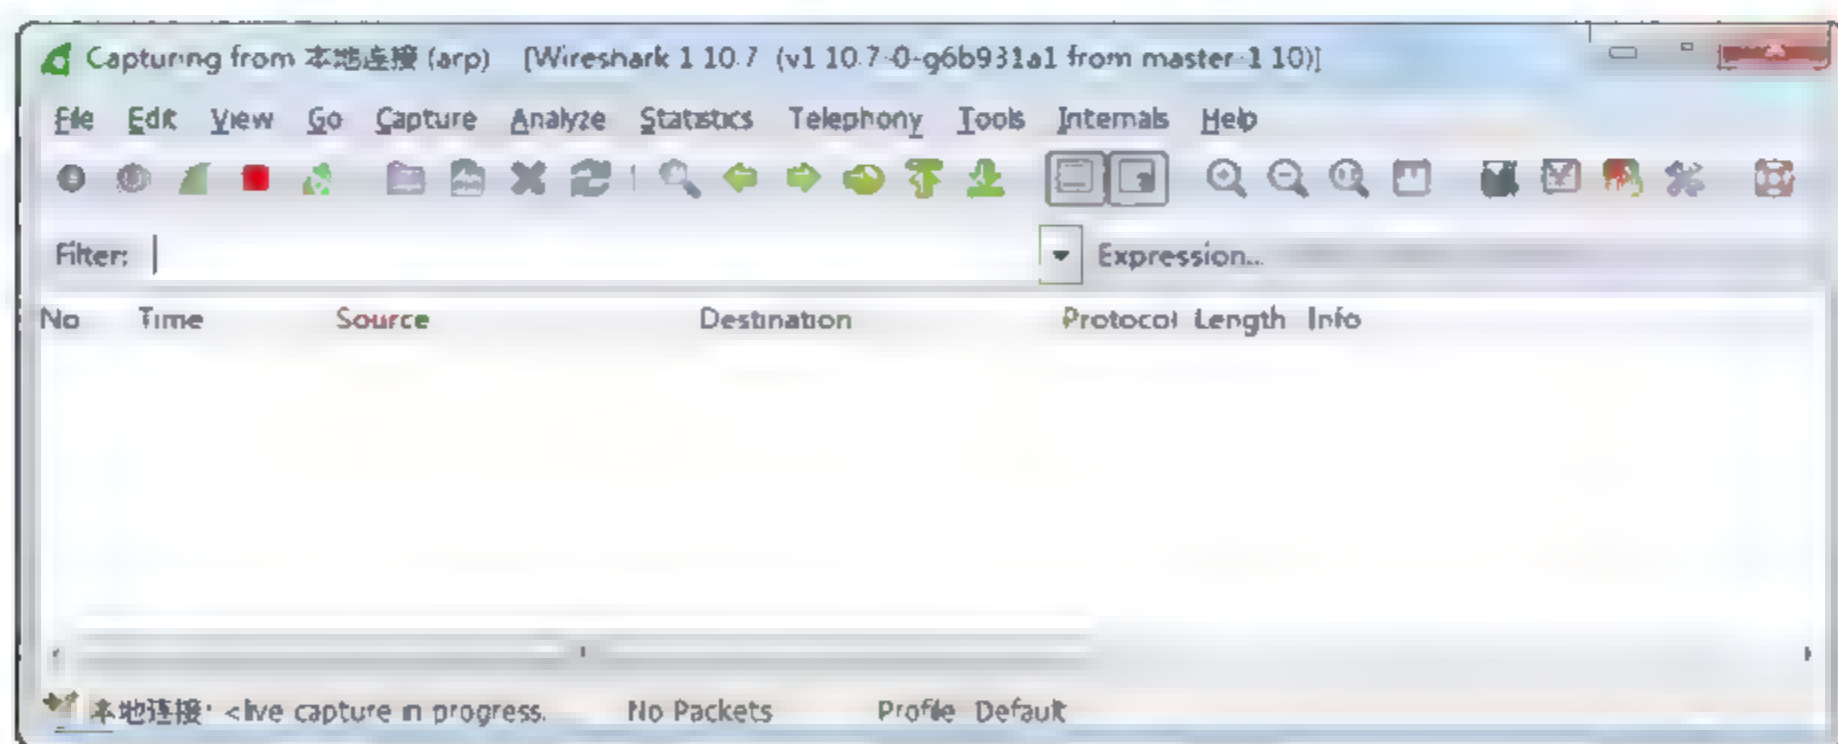 Capturing from 本地连接 (arp) [Wireshark 1.10.7 (v1.10.7-0-g6b931a1 from master-1.10)]
File Edit View Go Capture Analyze Statistics Telephony Tools Internals Help
Filter: Expression...
No. Time Source Destination Protocol Length Info
本地连接: <live capture in progress. No Packets Profile: Default